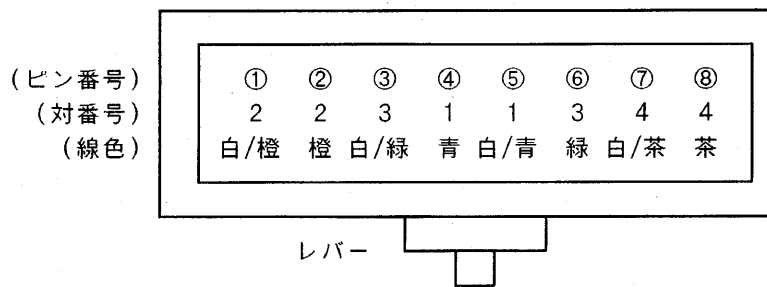 (ピン番号) ① ② ③ ④ ⑤ ⑥ ⑦ ⑧
(対番号) 2 2 3 1 1 3 4 4
(線色) 白/橙 橙 白/緑 青 白/青 緑 白/茶 茶
レバー